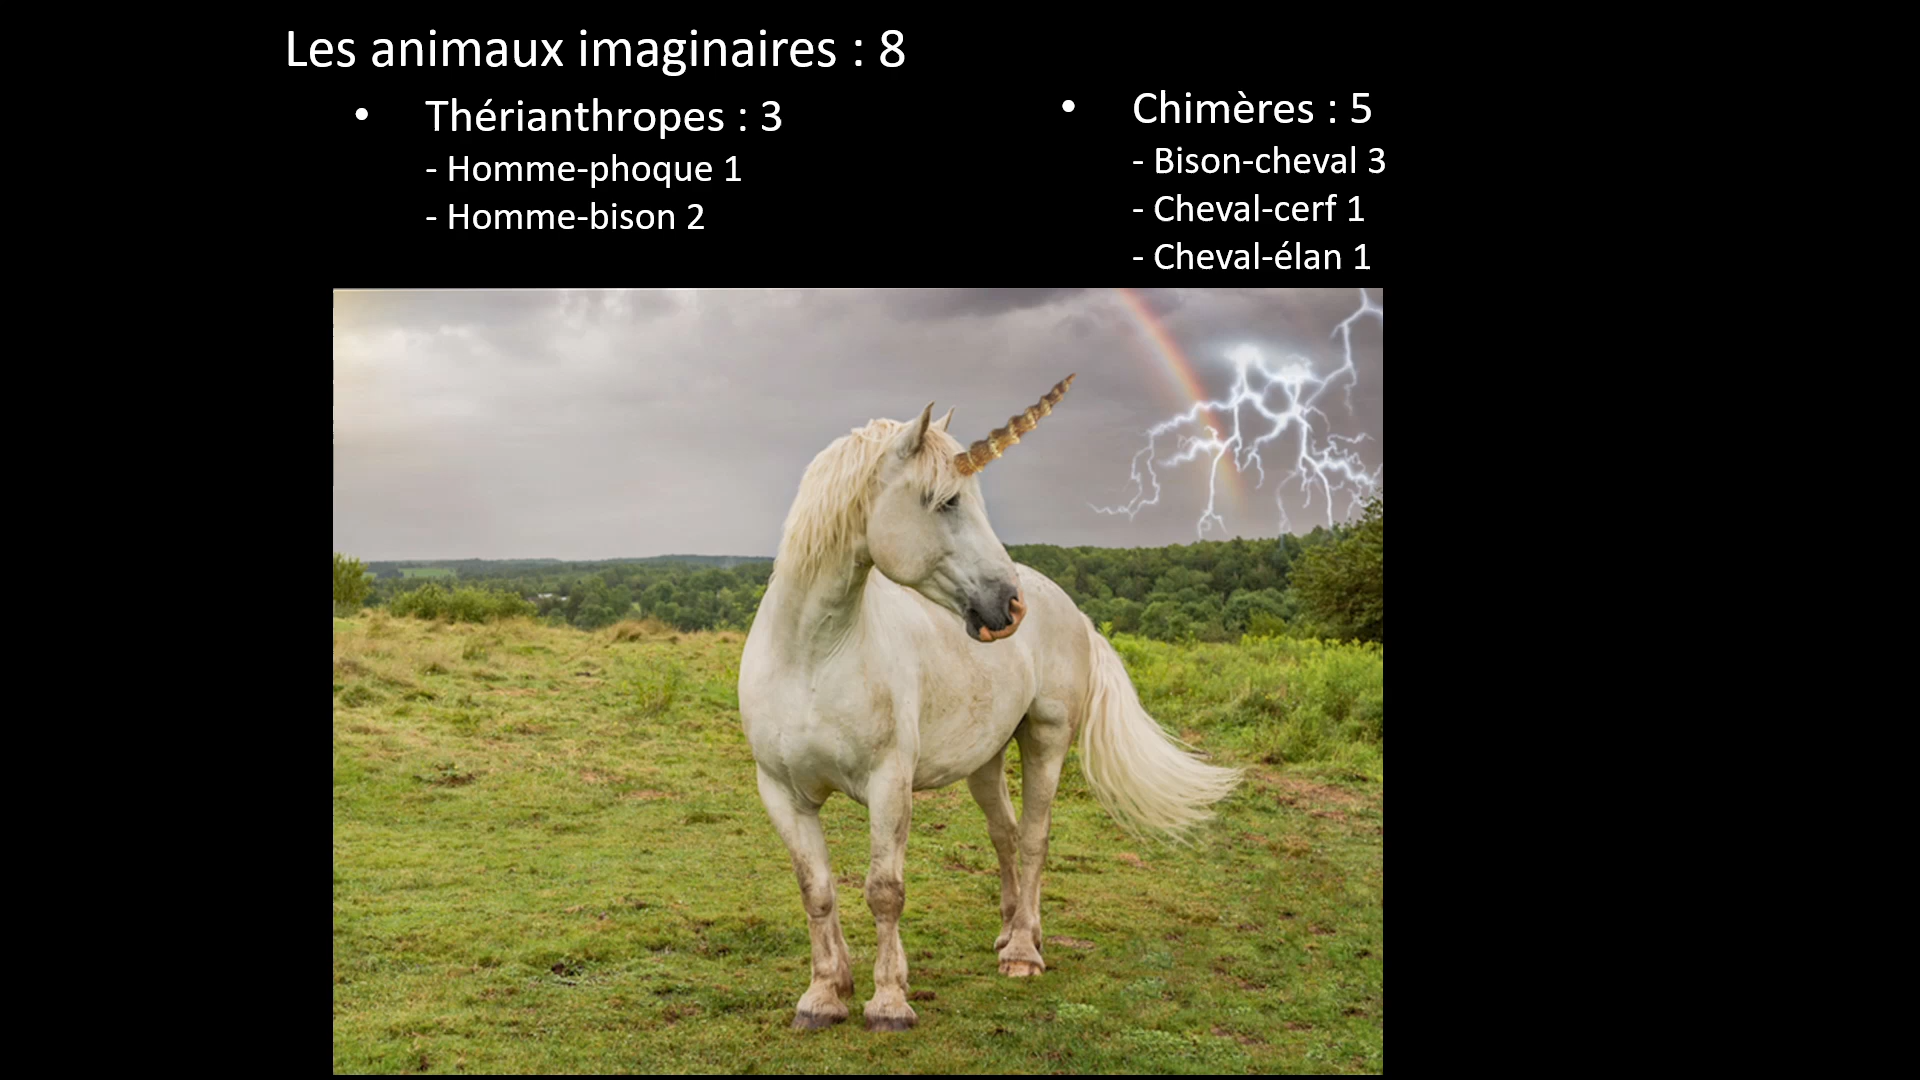 Les animaux imaginaires : 8
• Thérianthropes : 3
- Homme-phoque 1
- Homme-bison 2
• Chimères : 5
- Bison-cheval 3
- Cheval-cerf 1
- Cheval-élan 1